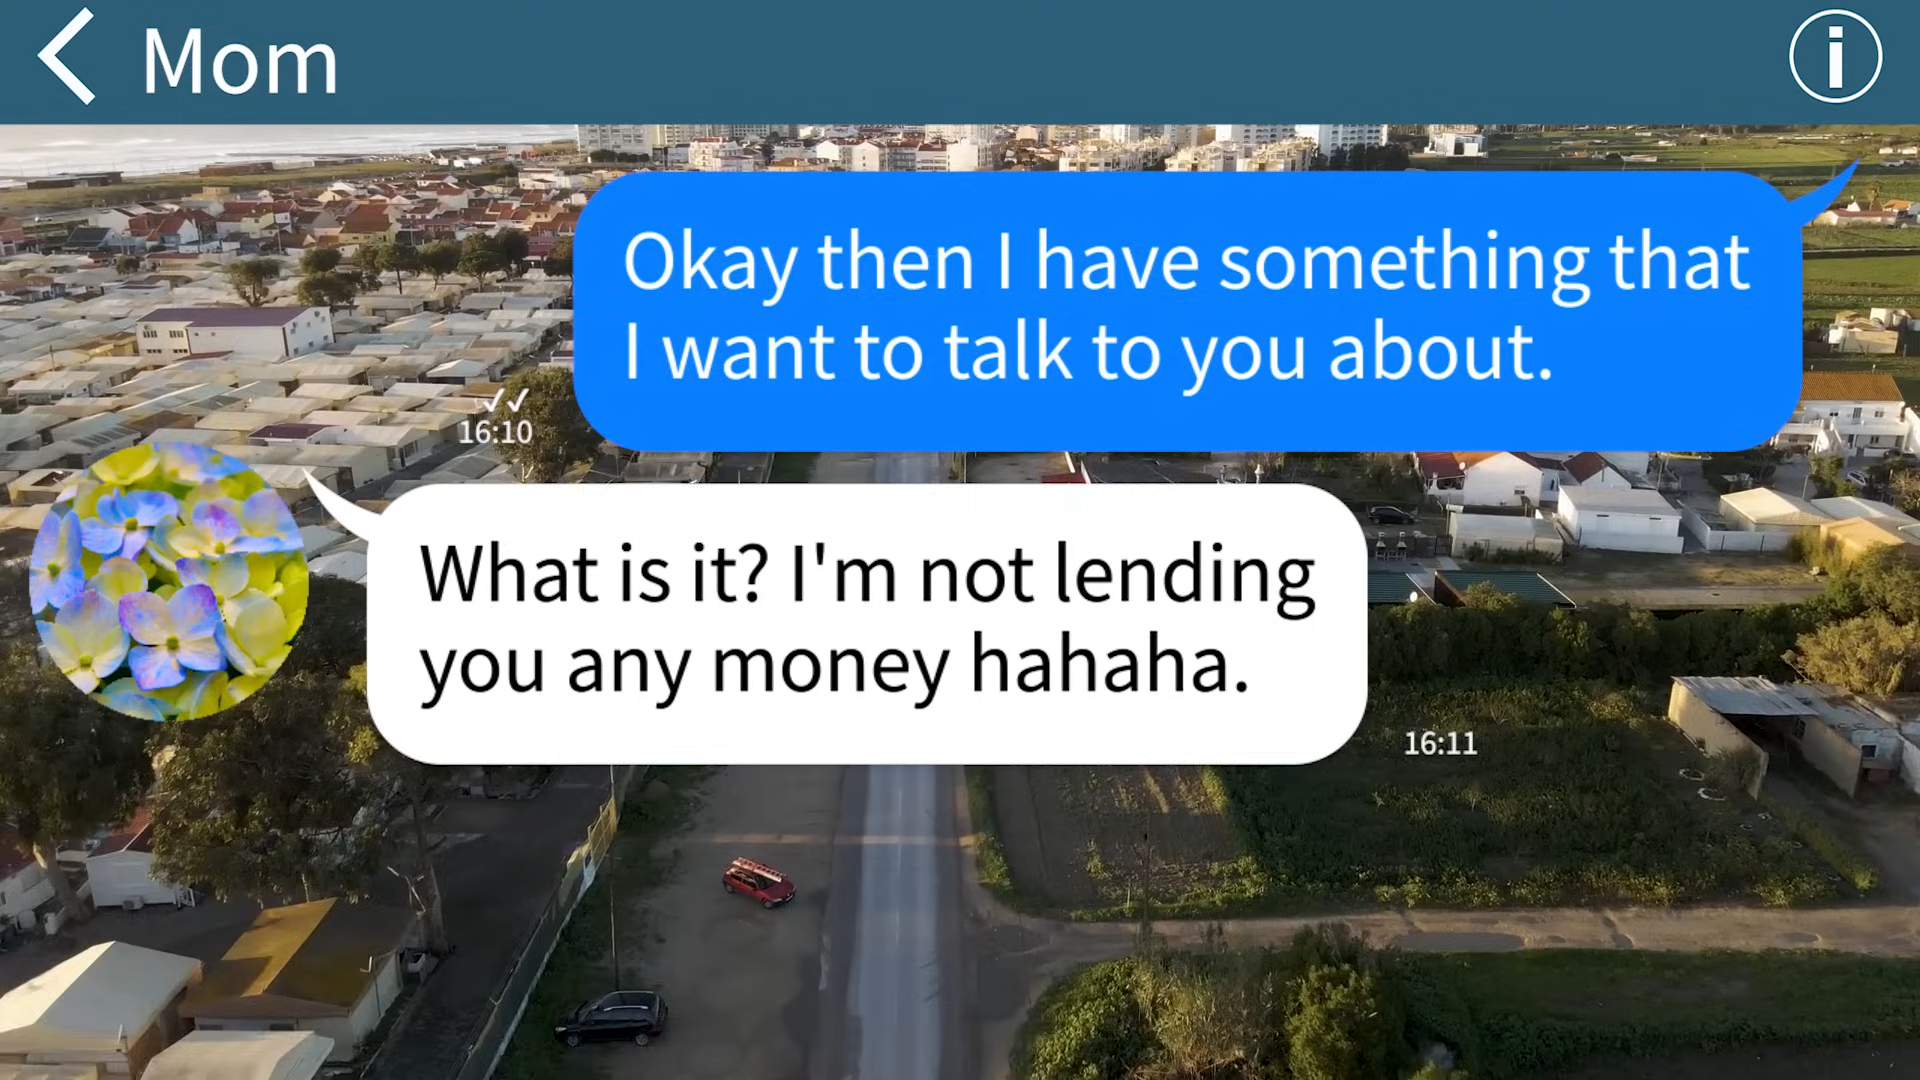 Mom
Okay then I have something that
I want to talk to you about.
16:10
What is it? I'm not lending
you any money hahaha.
16:11